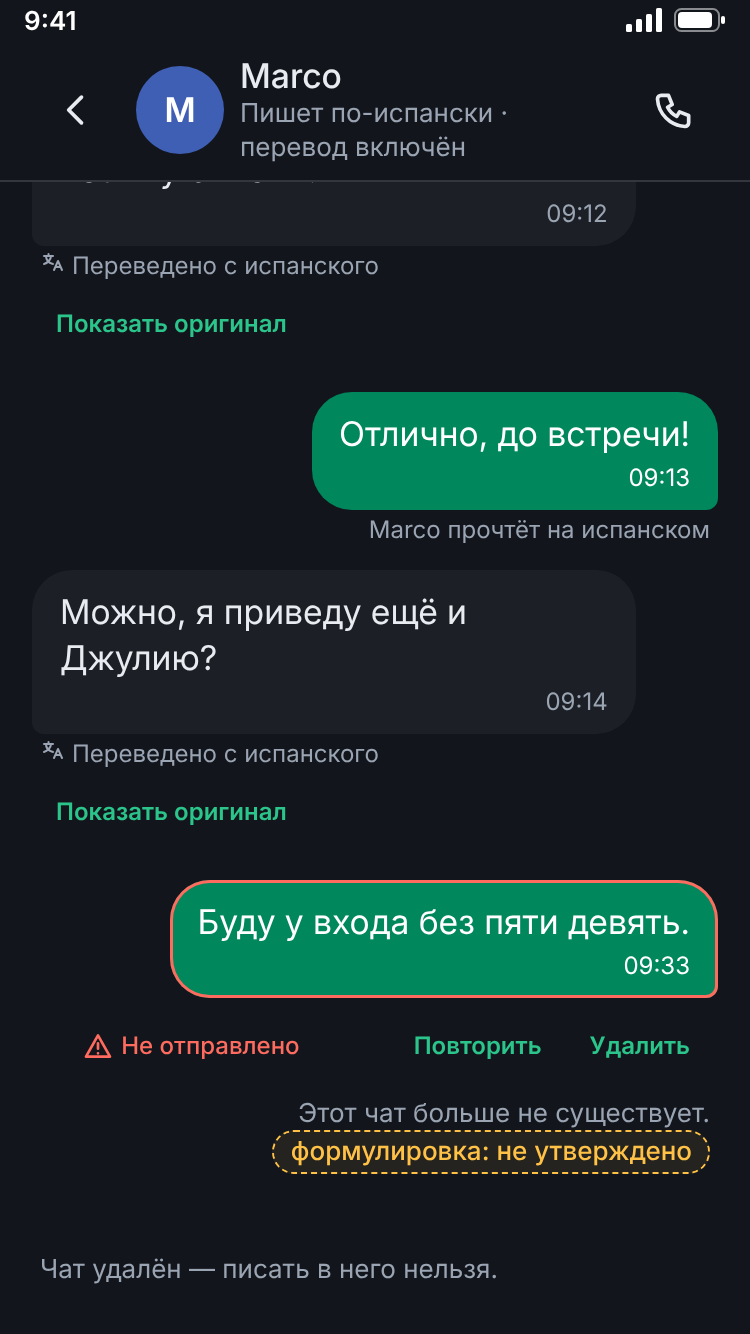 9:41
M
Marco
Пишет по-испански ·
перевод включён
09:12
Переведено с испанского
Показать оригинал
Отлично, до встречи!
09:13
Marco прочтёт на испанском
Можно, я приведу ещё и
Джулию?
09:14
Переведено с испанского
Показать оригинал
Буду у входа без пяти девять.
09:33
Не отправлено
Повторить
Удалить
Этот чат больше не существует.
формулировка: не утверждено
Чат удалён — писать в него нельзя.